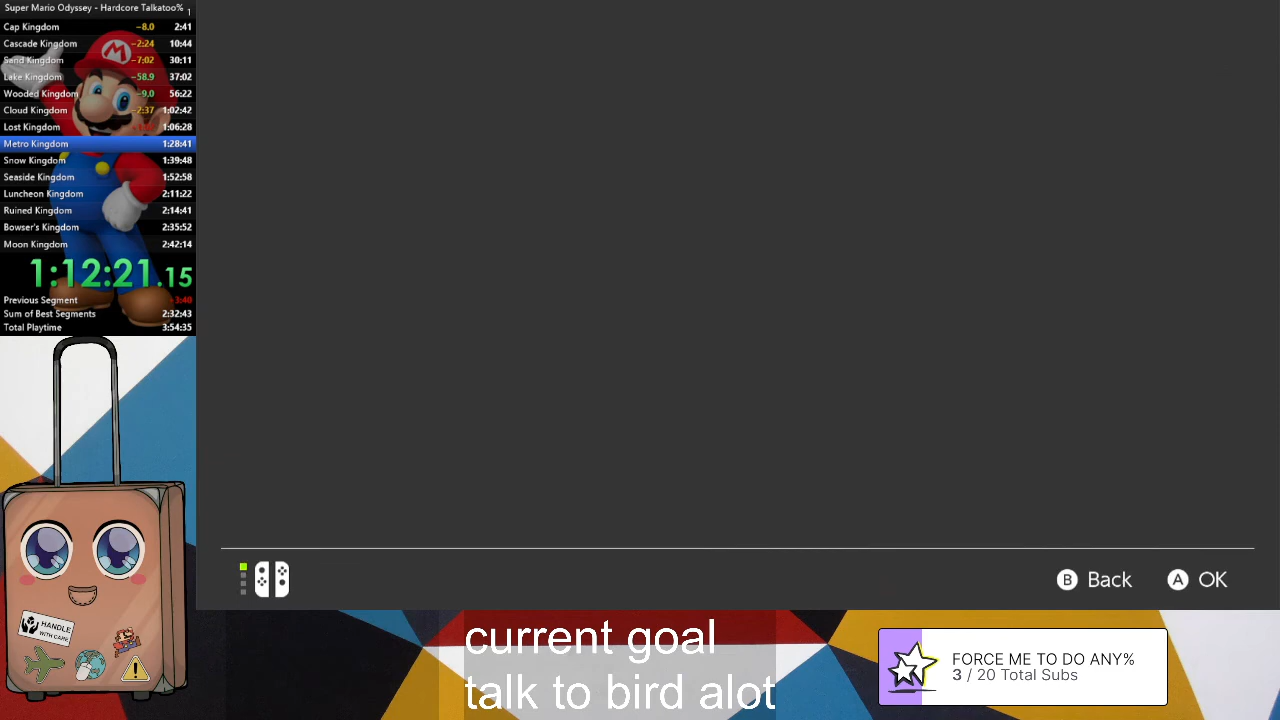 Super Mario Odyssey - Hardcore Talkatoo% 1
Cap Kingdom -8.0 2:41
Cascade Kingdom -2:24 10:44
Sand Kingdom -7:02 30:11
Lake Kingdom -58.9 37:02
Wooded Kingdom -9.0 56:22
Cloud Kingdom -2:37 1:02:42
Lost Kingdom 1:06:28
Metro Kingdom 1:28:41
Snow Kingdom 1:39:48
Seaside Kingdom 1:52:58
Luncheon Kingdom 2:11:22
Ruined Kingdom 2:14:41
Bowser's Kingdom 2:35:52
Moon Kingdom 2:42:14
1:12:21.15
Previous Segment +3:40
Sum of Best Segments 2:32:43
Total Playtime 3:54:35
HANDLE
WITH CARE
B Back A OK
current goal
talk to bird alot
FORCE ME TO DO ANY%
3 / 20 Total Subs